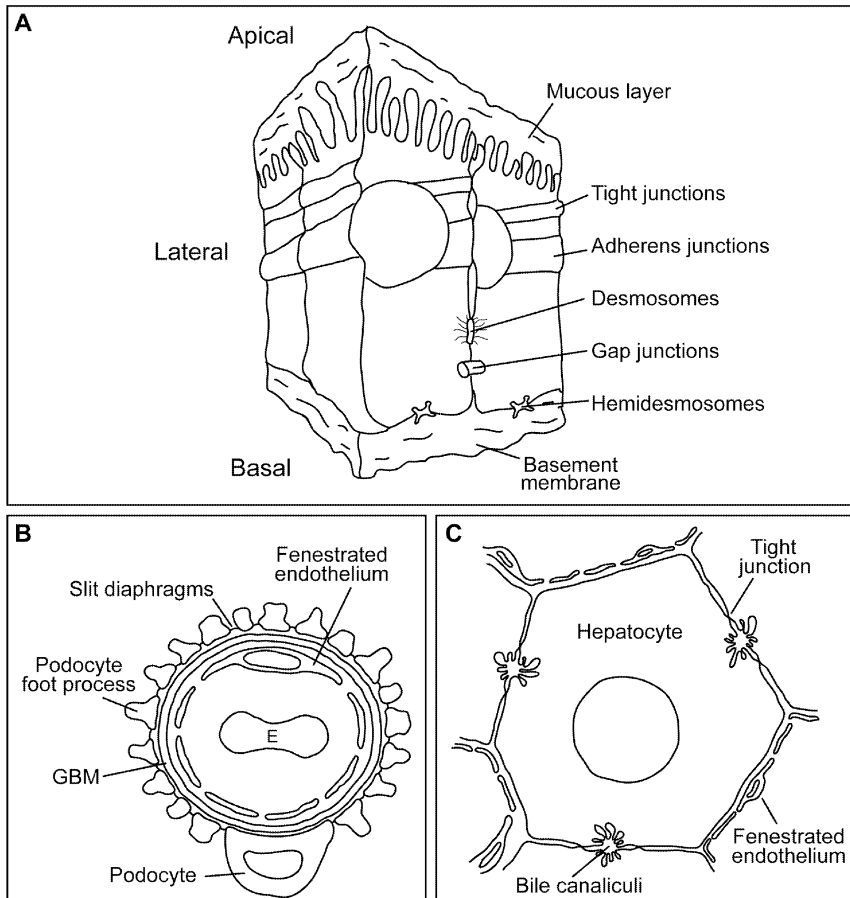 A
Apical
Mucous layer
Tight junctions
Lateral
Adherens junctions
Desmosomes
Gap junctions
Hemidesmosomes
Basal
Basement
membrane
B
Fenestrated
endothelium
Slit diaphragms
Podocyte
foot process
E
GBM
Podocyte
C
Tight
junction
Hepatocyte
Fenestrated
endothelium
Bile canaliculi